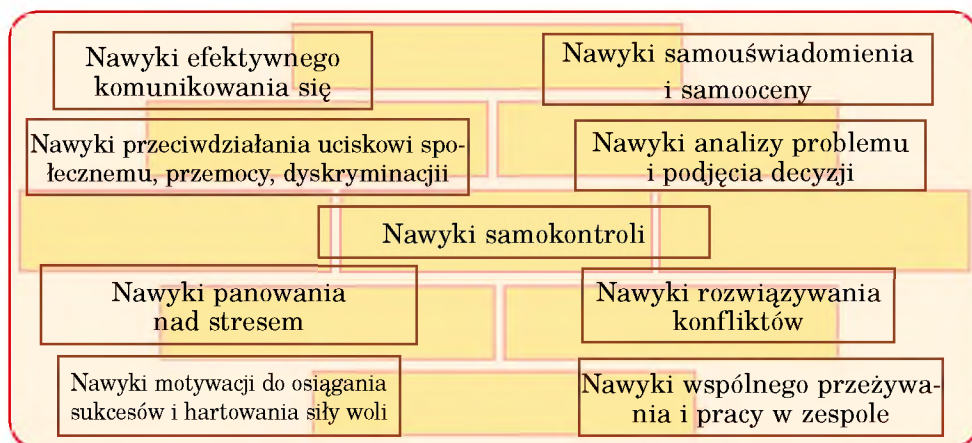 Nawyki efektywnego
komunikowania się
Nawyki samouświadomienia
i samooceny
Nawyki przeciwdziałania uciskowi spo-
łecznemu, przemocy, dyskryminacjii
Nawyki analizy problemu
i podjęcia decyzji
Nawyki samokontroli
Nawyki panowania
nad stresem
Nawyki rozwiązywania
konfliktów
Nawyki motywacji do osiągania
sukcesów i hartowania siły woli
Nawyki wspólnego przeżywa-
nia i pracy w zespole